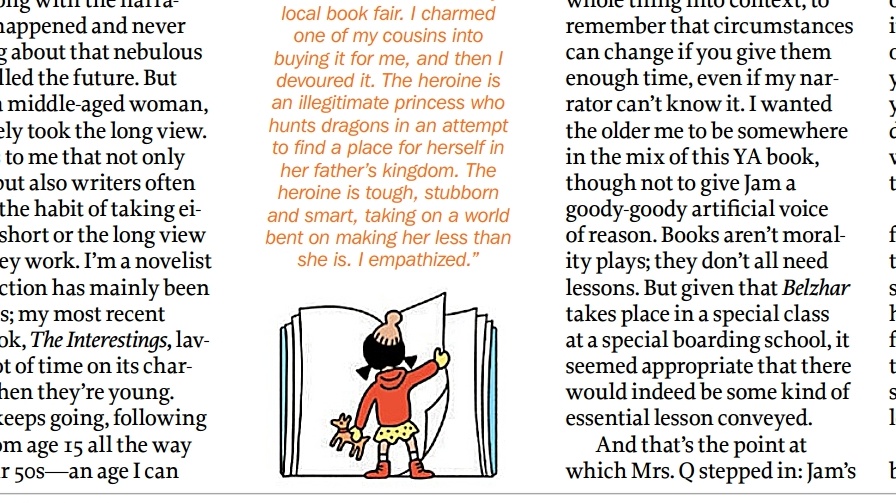 happened and never
about that nebulous
lled the future. But
middle-aged woman,
ely took the long view.
to me that not only
but also writers often
the habit of taking ei-
short or the long view
ey work. I’m a novelist
ction has mainly been
s; my most recent
ok, The Interestings, lav-
ot of time on its char-
hen they’re young.
keeps going, following
om age 15 all the way
r 50s—an age I can
local book fair. I charmed
one of my cousins into
buying it for me, and then I
devoured it. The heroine is
an illegitimate princess who
hunts dragons in an attempt
to find a place for herself in
her father’s kingdom. The
heroine is tough, stubborn
and smart, taking on a world
bent on making her less than
she is. I empathized.”
whole thing into context, to
remember that circumstances
can change if you give them
enough time, even if my nar-
rator can’t know it. I wanted
the older me to be somewhere
in the mix of this YA book,
though not to give Jam a
goody-goody artificial voice
of reason. Books aren’t moral-
ity plays; they don’t all need
lessons. But given that Belzhar
takes place in a special class
at a special boarding school, it
seemed appropriate that there
would indeed be some kind of
essential lesson conveyed.
And that’s the point at
which Mrs. Q stepped in: Jam’s